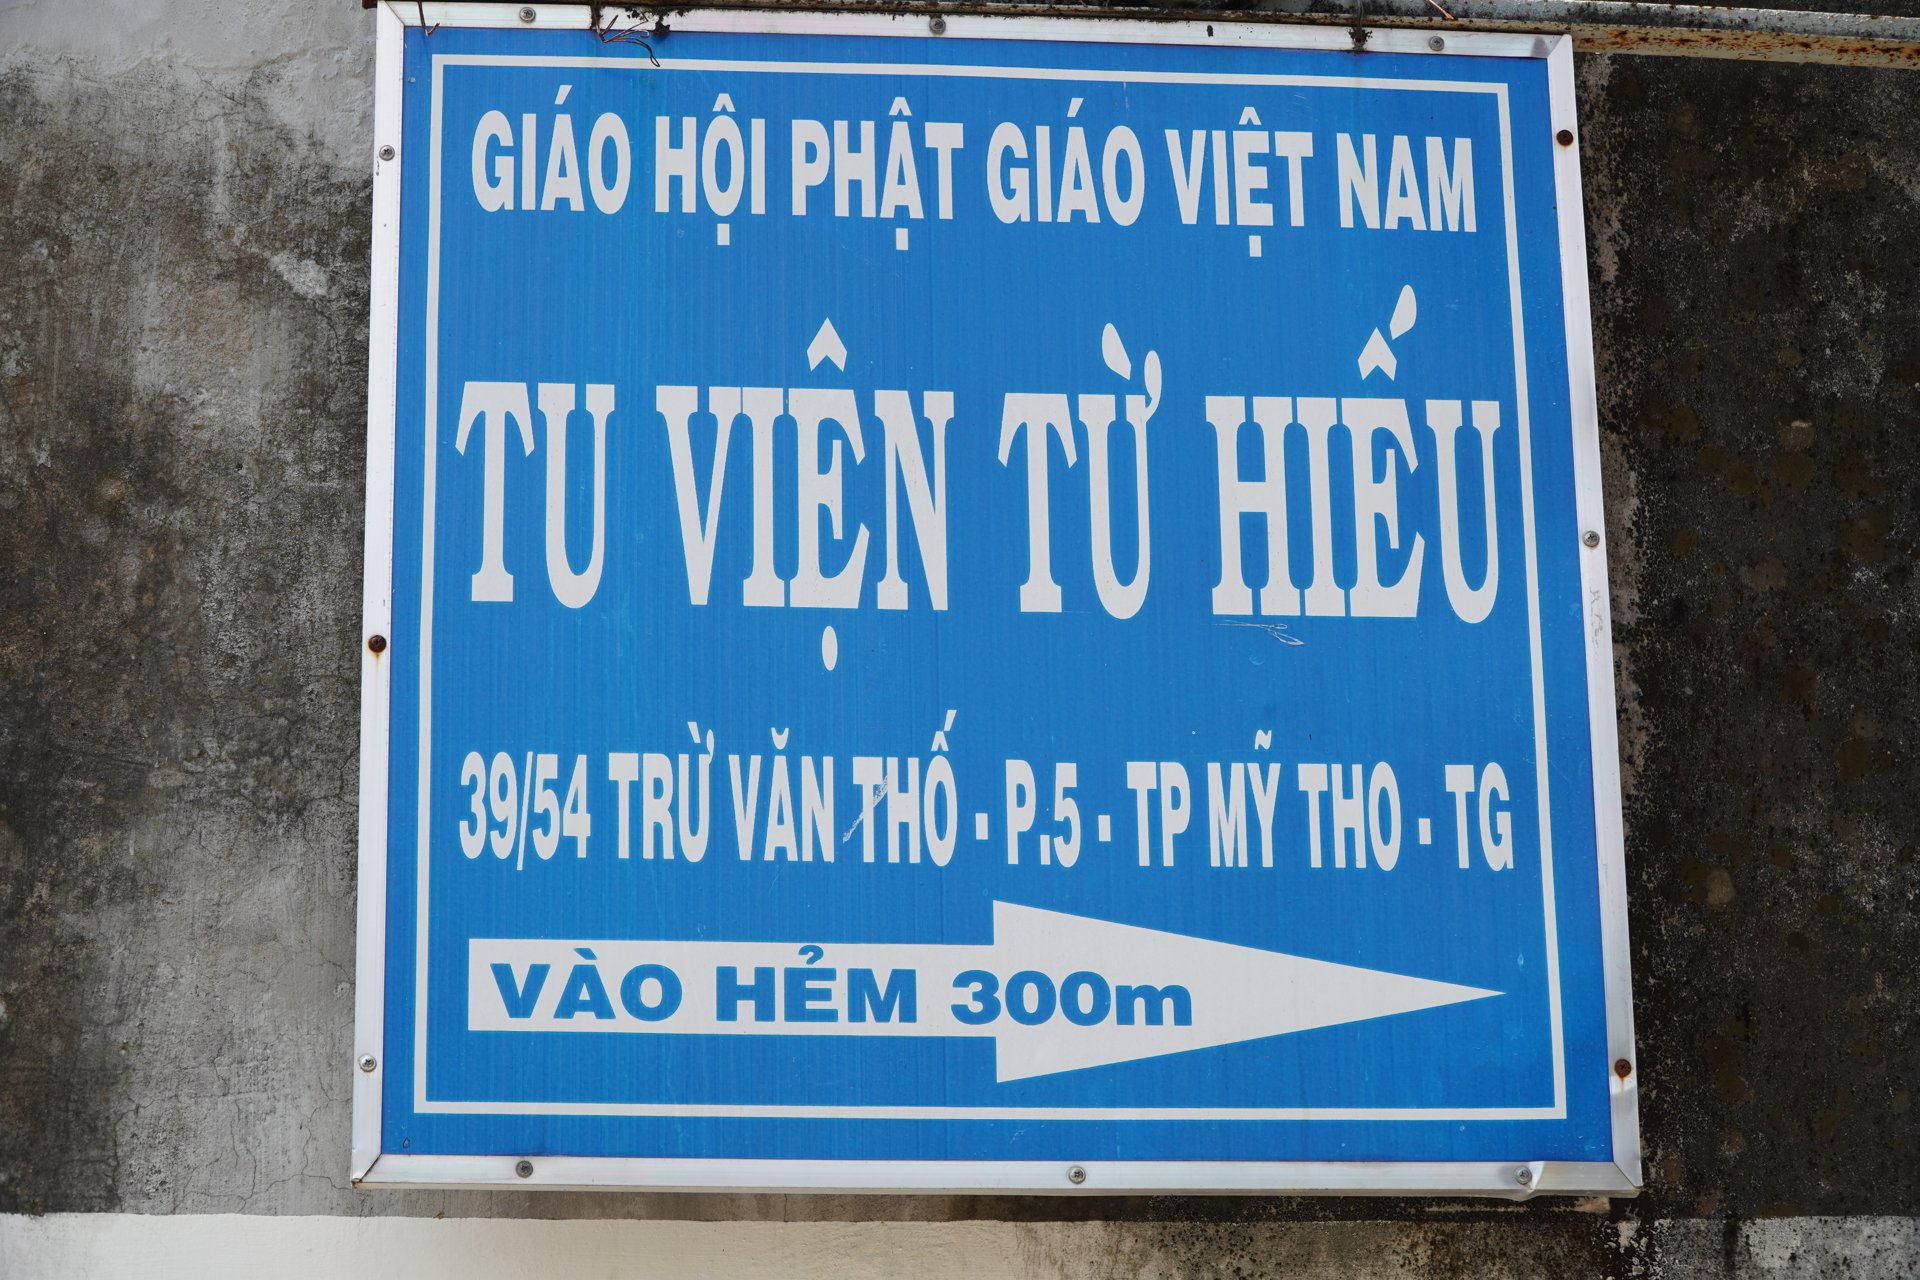 GIÁO HỘI PHẬT GIÁO VIỆT NAM
TU VIỆN TỪ HIẾU
39/54 TRỪ VĂN THỐ - P.5 - TP MỸ THO - TG
VÀO HẺM 300m